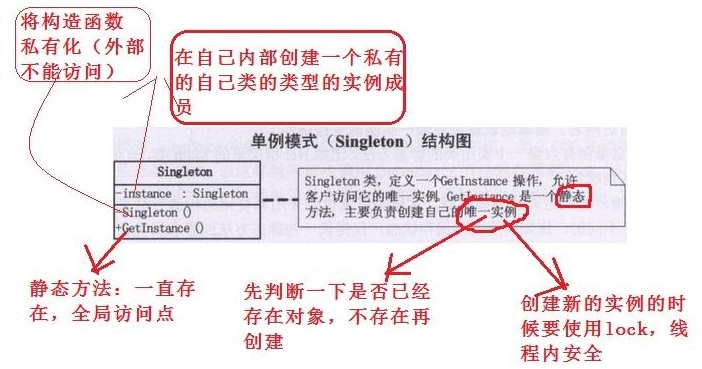 将构造函数
私有化（外部
不能访问）
在自己内部创建一个私有
的自己类的类型的实例成
员
单例模式（Singleton）结构图
Singleton
-instance : Singleton
-Singleton()
+GetInstance()
Singleton 类，定义一个GetInstance 操作，允许
客户访问它的唯一实例。GetInstance 是一个静态
方法，主要负责创建自己的唯一实例
静态方法：一直存
在，全局访问点
先判断一下是否已经
存在对象，不存在再
创建
创建新的实例的时
候要使用lock，线
程内安全